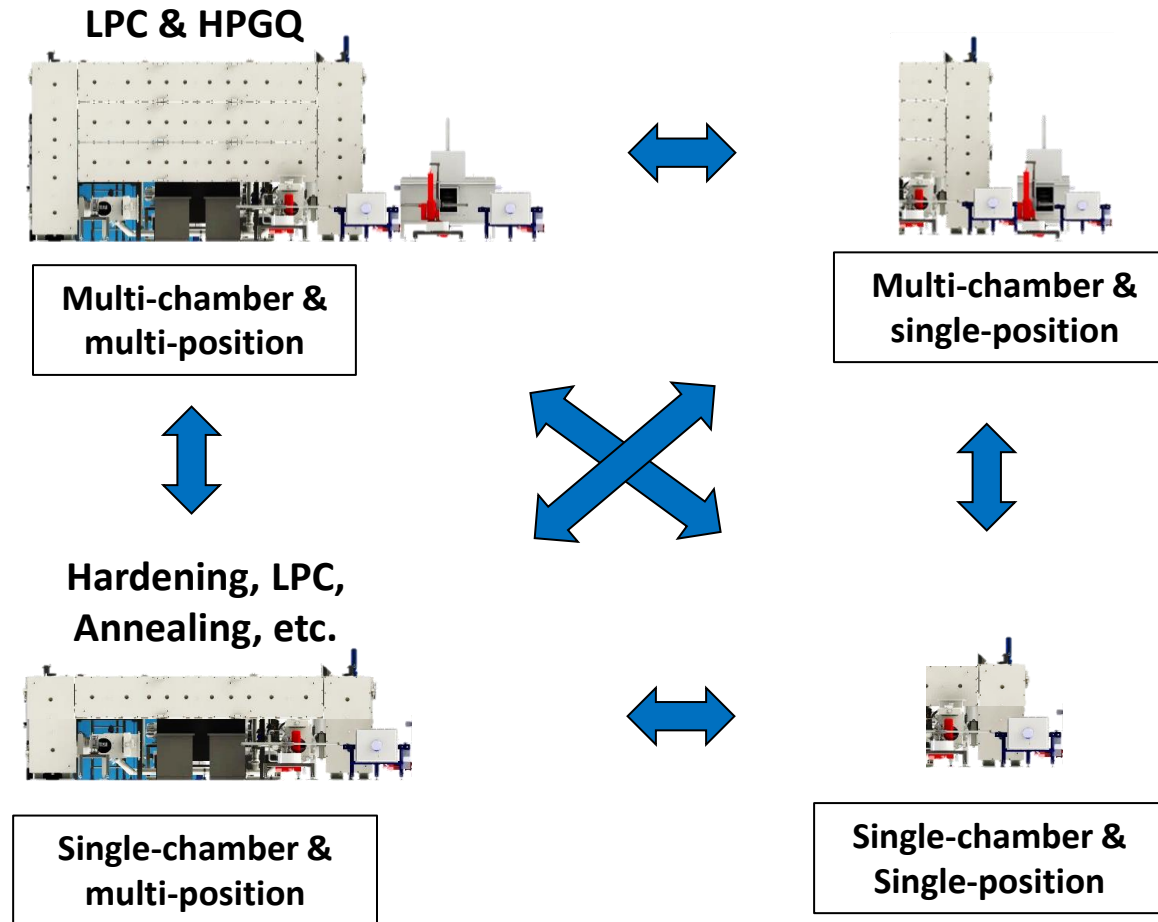 LPC & HPGQ
Multi-chamber &
multi-position
Multi-chamber &
single-position
Hardening, LPC,
Annealing, etc.
Single-chamber &
multi-position
Single-chamber &
Single-position